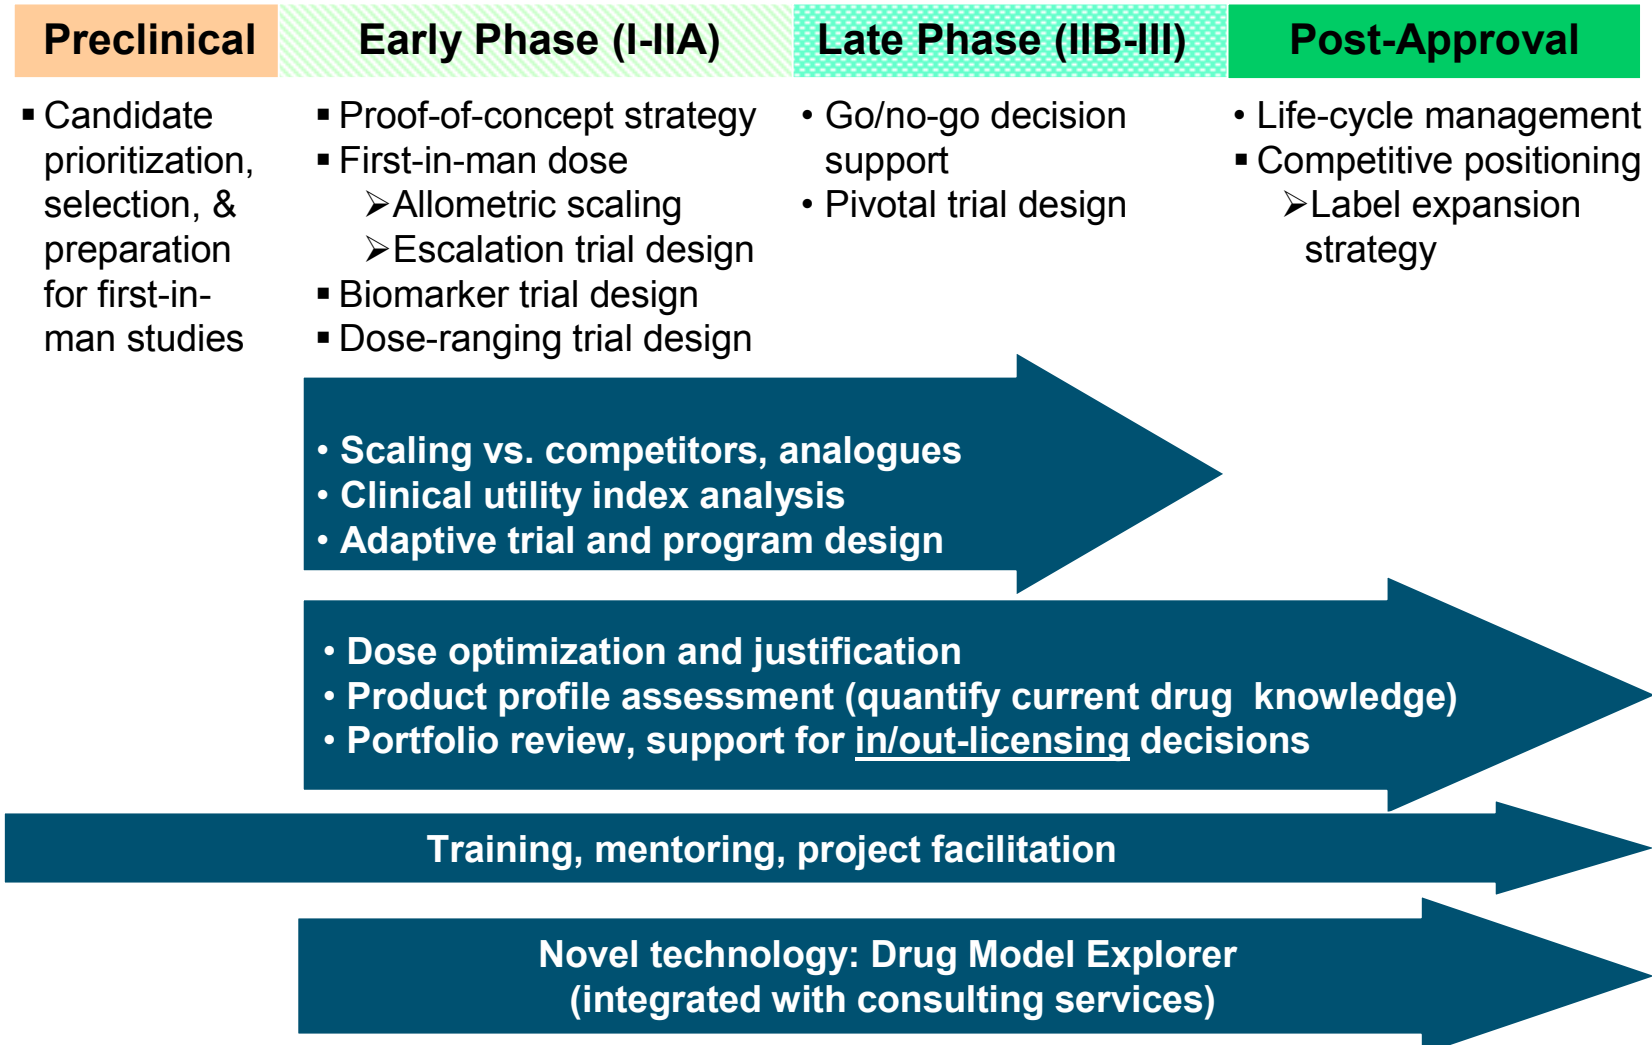 Preclinical
Early Phase (I-IIA)
Late Phase (IIB-III)
Post-Approval
▪ Candidate
prioritization,
selection, &
preparation
for first-in-
man studies
▪ Proof-of-concept strategy
▪ First-in-man dose
➢Allometric scaling
➢Escalation trial design
▪ Biomarker trial design
▪ Dose-ranging trial design
• Go/no-go decision
support
• Pivotal trial design
• Life-cycle management
▪ Competitive positioning
➢Label expansion
strategy
• Scaling vs. competitors, analogues
• Clinical utility index analysis
• Adaptive trial and program design
• Dose optimization and justification
• Product profile assessment (quantify current drug knowledge)
• Portfolio review, support for in/out-licensing decisions
Training, mentoring, project facilitation
Novel technology: Drug Model Explorer
(integrated with consulting services)